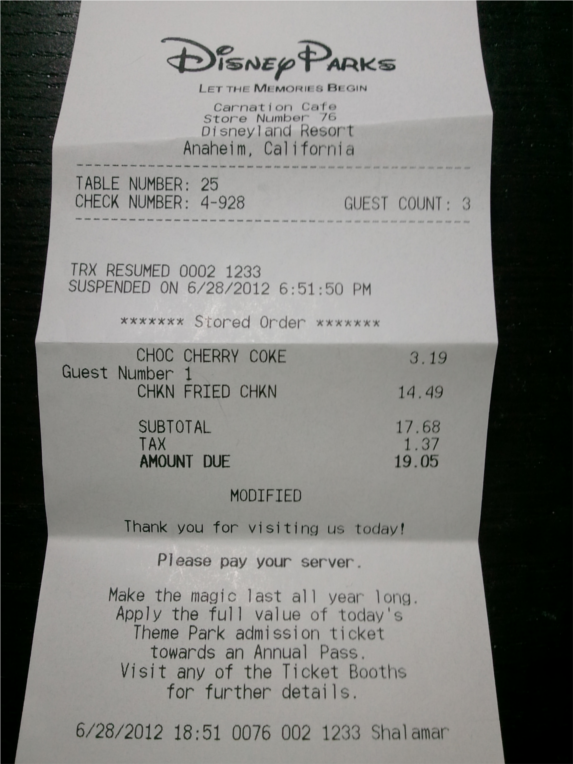 Disney Parks
LET THE MEMORIES BEGIN
Carnation Cafe
Store Number 76
Disneyland Resort
Anaheim, California
TABLE NUMBER: 25
CHECK NUMBER: 4-928 GUEST COUNT: 3
TRX RESUMED 0002 1233
SUSPENDED ON 6/28/2012 6:51:50 PM
******* Stored Order *******
CHOC CHERRY COKE 3.19
Guest Number 1
CHKN FRIED CHKN 14.49
SUBTOTAL 17.68
TAX 1.37
AMOUNT DUE 19.05
MODIFIED
Thank you for visiting us today!
Please pay your server.
Make the magic last all year long.
Apply the full value of today's
Theme Park admission ticket
towards an Annual Pass.
Visit any of the Ticket Booths
for further details.
6/28/2012 18:51 0076 002 1233 Shalamar